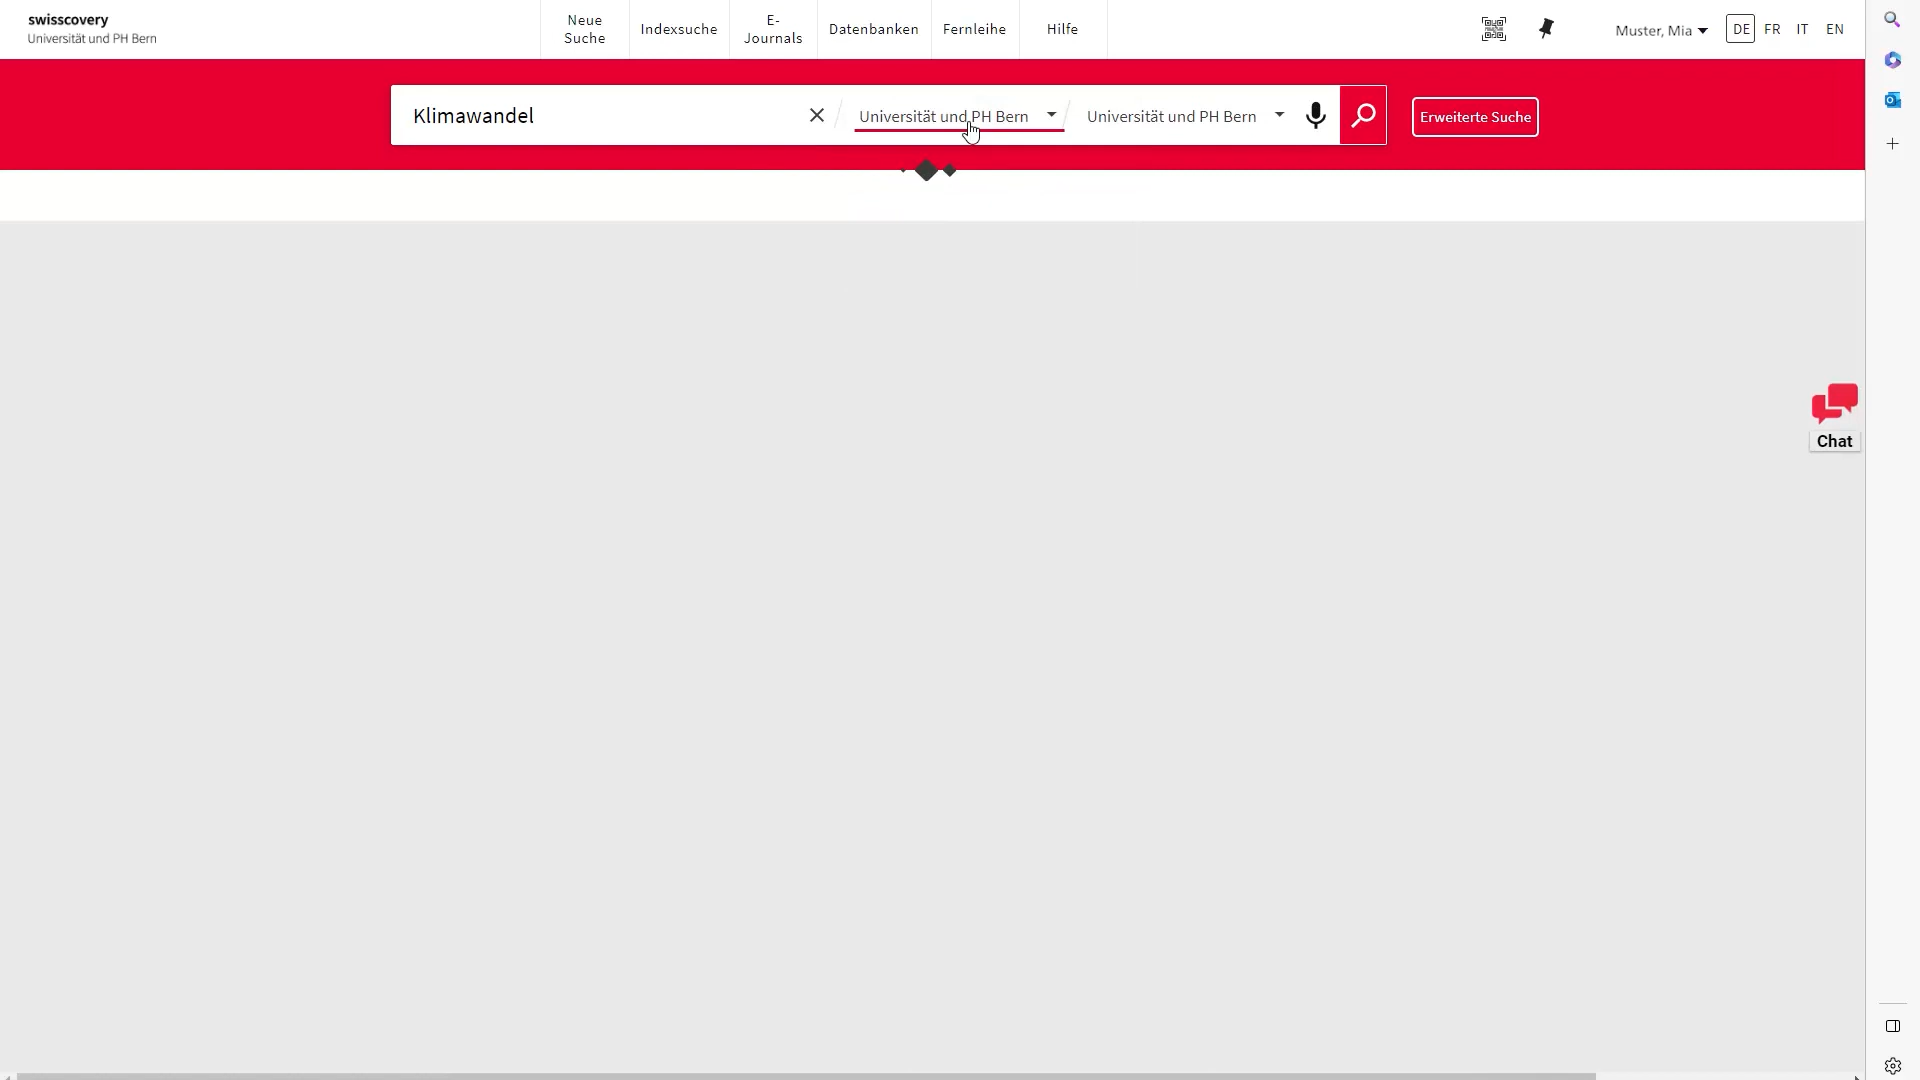 swisscovery
Universität und PH Bern
Neue
Suche
Indexsuche
E-
Journals
Datenbanken
Fernleihe
Hilfe
Muster, Mia
DE FR IT EN
Klimawandel
Universität und PH Bern
Universität und PH Bern
Erweiterte Suche
Chat